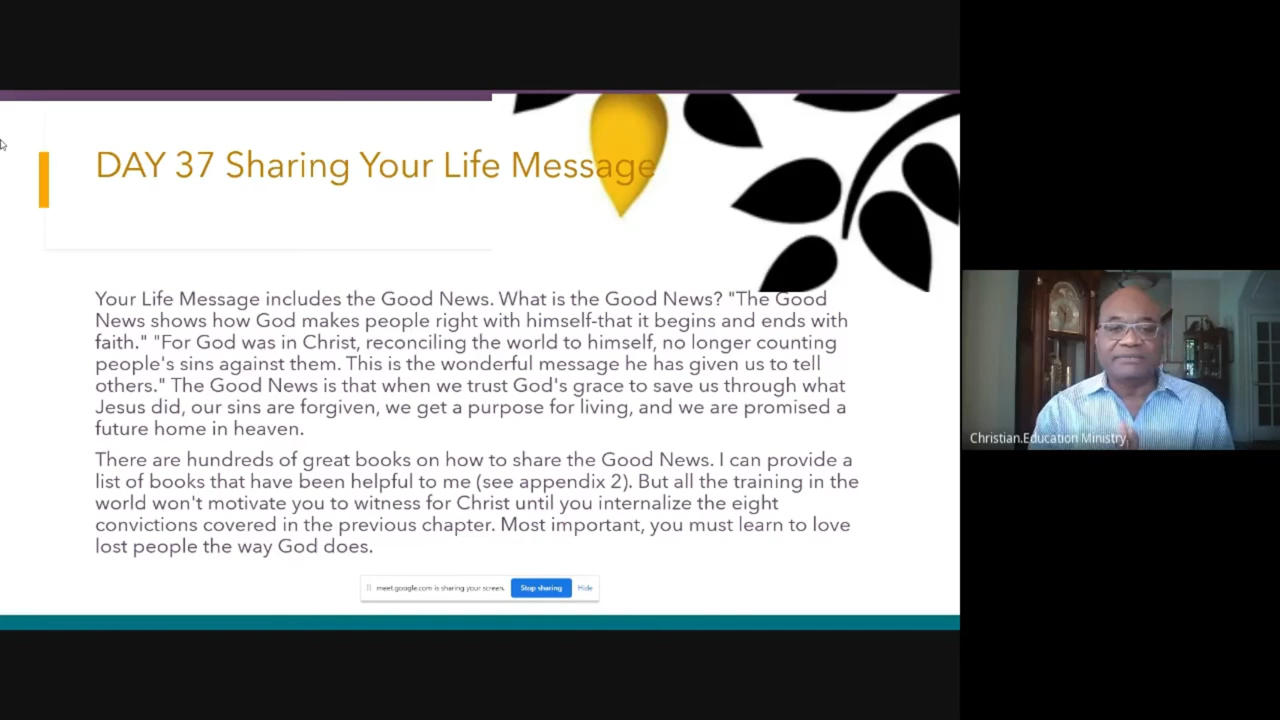 DAY 37 Sharing Your Life Message
Your Life Message includes the Good News. What is the Good News? "The Good
News shows how God makes people right with himself-that it begins and ends with
faith." "For God was in Christ, reconciling the world to himself, no longer counting
people's sins against them. This is the wonderful message he has given us to tell
others." The Good News is that when we trust God's grace to save us through what
Jesus did, our sins are forgiven, we get a purpose for living, and we are promised a
future home in heaven.
There are hundreds of great books on how to share the Good News. I can provide a
list of books that have been helpful to me (see appendix 2). But all the training in the
world won't motivate you to witness for Christ until you internalize the eight
convictions covered in the previous chapter. Most important, you must learn to love
lost people the way God does.
meet.google.com is sharing your screen.
Stop sharing
Hide
Christian.Education Ministry